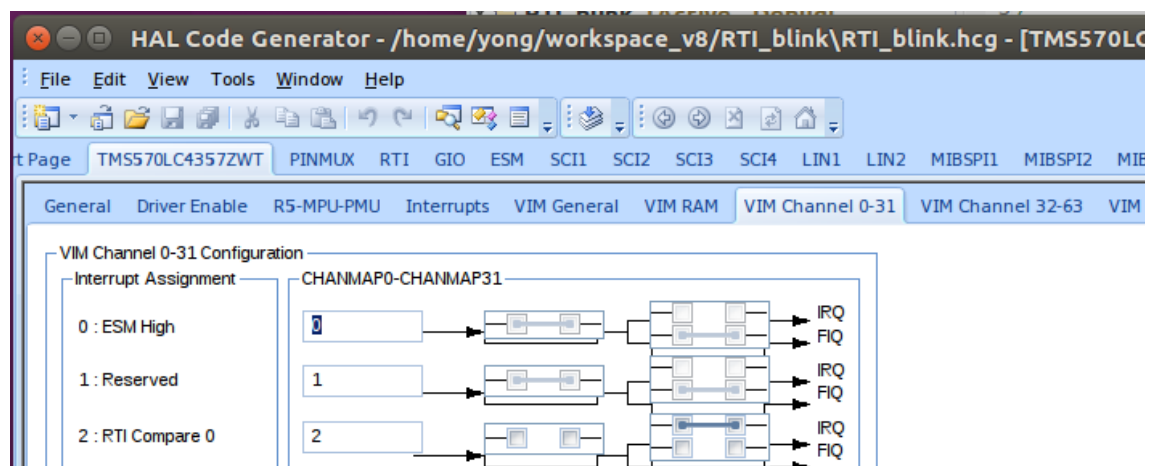 HAL Code Generator - /home/yong/workspace_v8/RTI_blink\RTI_blink.hcg - [TMS570LC
File Edit View Tools Window Help
t Page TMS570LC4357ZWT PINMUX RTI GIO ESM SCI1 SCI2 SCI3 SCI4 LIN1 LIN2 MIBSPI1 MIBSPI2 MIB
General Driver Enable R5-MPU-PMU Interrupts VIM General VIM RAM VIM Channel 0-31 VIM Channel 32-63 VIM
VIM Channel 0-31 Configuration
Interrupt Assignment CHANMAP0-CHANMAP31
0 : ESM High 0 IRQ
FIQ
1 : Reserved 1 IRQ
FIQ
2 : RTI Compare 0 2 IRQ
FIQ